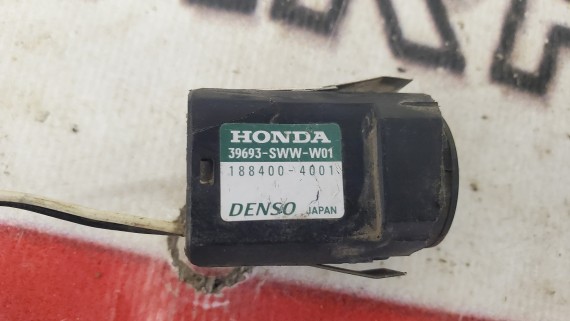 HONDA
39693-SWW-W01
188400-4001
DENSO JAPAN